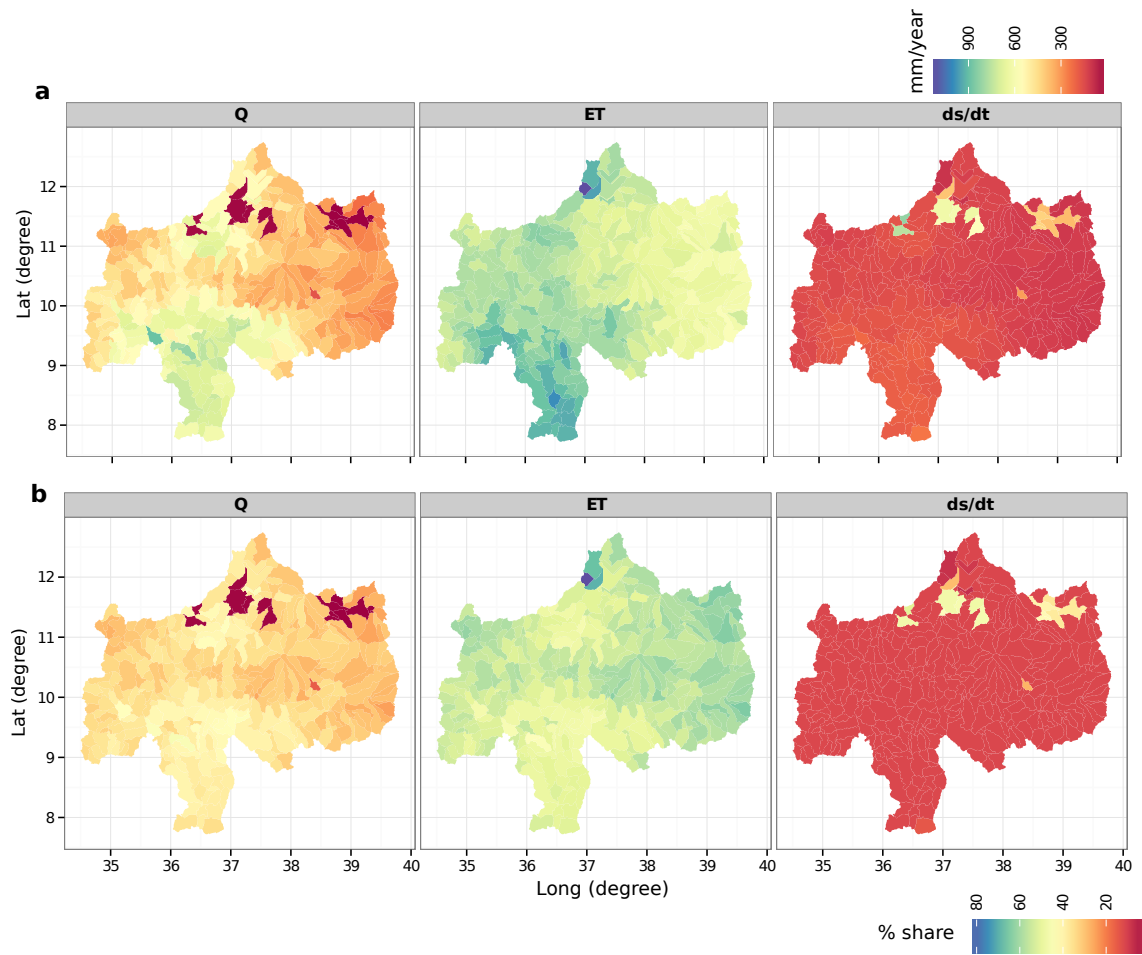 mm/year
900
600
300
a
Q ET ds/dt
Lat (degree)
12
11
10
9
8
b
Q ET ds/dt
Lat (degree)
12
11
10
9
8
35 36 37 38 39 40 35 36 37 38 39 40 35 36 37 38 39 40
Long (degree)
% share
80
60
40
20